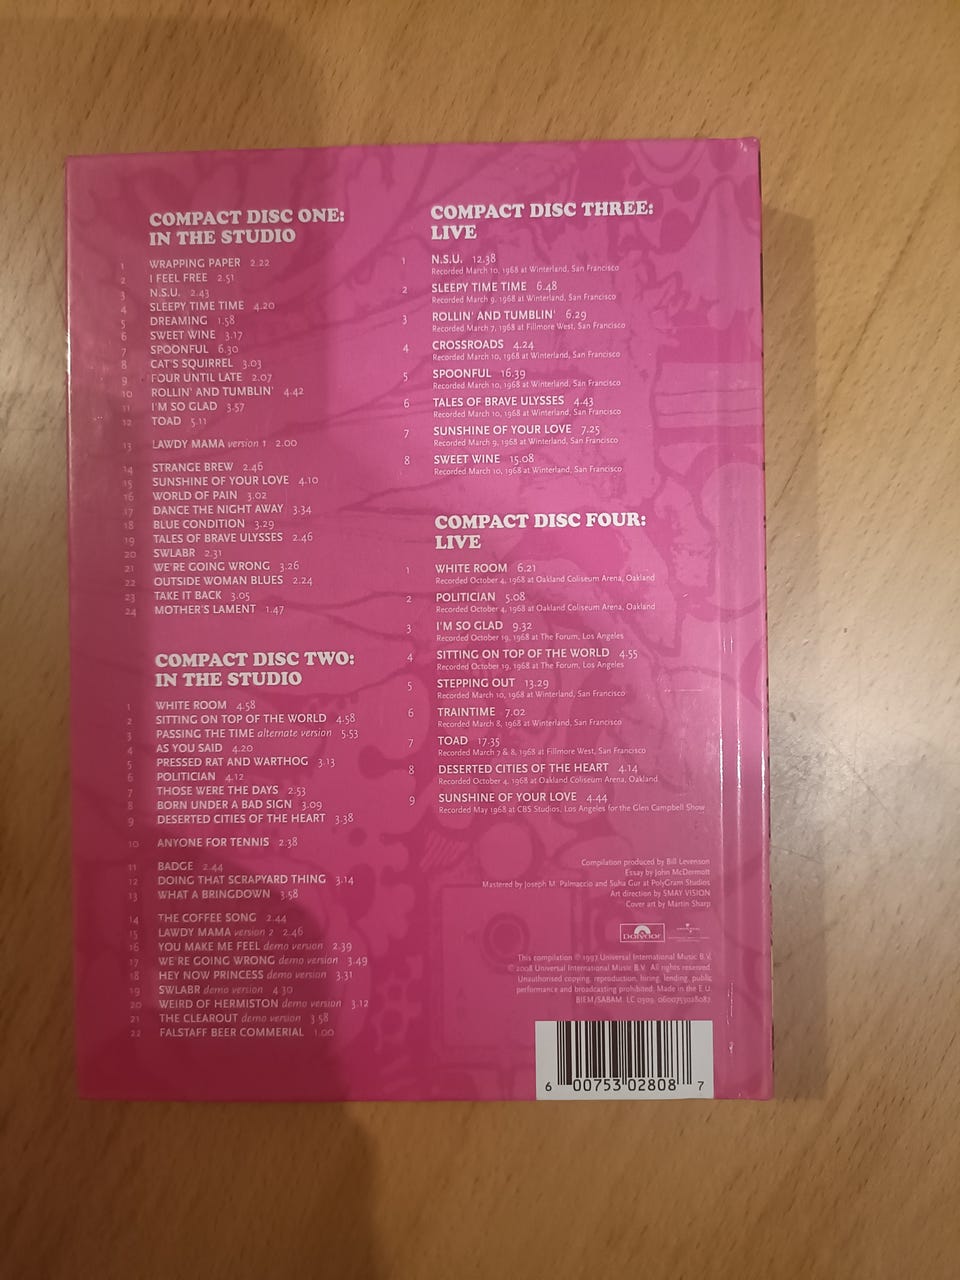 COMPACT DISC ONE:
IN THE STUDIO
1 WRAPPING PAPER 2.22
2 I FEEL FREE 2.51
3 N.S.U. 2.43
4 SLEEPY TIME TIME 4.20
5 DREAMING 1.58
6 SWEET WINE 3.17
7 SPOONFUL 6.30
8 CAT'S SQUIRREL 3.03
9 FOUR UNTIL LATE 2.07
10 ROLLIN' AND TUMBLIN' 4.42
11 I'M SO GLAD 3.57
12 TOAD 5.11
13 LAWDY MAMA version 1 2.00
14 STRANGE BREW 2.46
15 SUNSHINE OF YOUR LOVE 4.10
16 WORLD OF PAIN 3.02
17 DANCE THE NIGHT AWAY 3.34
18 BLUE CONDITION 3.29
19 TALES OF BRAVE ULYSSES 2.46
20 SWLABR 2.31
21 WE'RE GOING WRONG 3.26
22 OUTSIDE WOMAN BLUES 2.24
23 TAKE IT BACK 3.05
24 MOTHER'S LAMENT 1.47
COMPACT DISC TWO:
IN THE STUDIO
1 WHITE ROOM 4.58
2 SITTING ON TOP OF THE WORLD 4.58
3 PASSING THE TIME alternate version 5.53
4 AS YOU SAID 4.20
5 PRESSED RAT AND WARTHOG 3.13
6 POLITICIAN 4.12
7 THOSE WERE THE DAYS 2.53
8 BORN UNDER A BAD SIGN 3.09
9 DESERTED CITIES OF THE HEART 3.38
10 ANYONE FOR TENNIS 2.38
11 BADGE 2.44
12 DOING THAT SCRAPYARD THING 3.14
13 WHAT A BRINGDOWN 3.58
14 THE COFFEE SONG 2.44
15 LAWDY MAMA version 2 2.46
16 YOU MAKE ME FEEL demo version 2.39
17 WE'RE GOING WRONG demo version 3.49
18 HEY NOW PRINCESS demo version 3.31
19 SWLABR demo version 4.30
20 WEIRD OF HERMISTON demo version 3.12
21 THE CLEAROUT demo version 3.58
22 FALSTAFF BEER COMMERIAL 1.00
COMPACT DISC THREE:
LIVE
1 N.S.U. 12.38
Recorded March 10, 1968 at Winterland, San Francisco
2 SLEEPY TIME TIME 6.48
Recorded March 9, 1968 at Winterland, San Francisco
3 ROLLIN' AND TUMBLIN' 6.29
Recorded March 7, 1968 at Fillmore West, San Francisco
4 CROSSROADS 4.24
Recorded March 10, 1968 at Winterland, San Francisco
5 SPOONFUL 16.39
Recorded March 10, 1968 at Winterland, San Francisco
6 TALES OF BRAVE ULYSSES 4.43
Recorded March 10, 1968 at Winterland, San Francisco
7 SUNSHINE OF YOUR LOVE 7.25
Recorded March 9, 1968 at Winterland, San Francisco
8 SWEET WINE 15.08
Recorded March 10, 1968 at Winterland, San Francisco
COMPACT DISC FOUR:
LIVE
1 WHITE ROOM 6.21
Recorded October 4, 1968 at Oakland Coliseum Arena, Oakland
2 POLITICIAN 5.08
Recorded October 4, 1968 at Oakland Coliseum Arena, Oakland
3 I'M SO GLAD 9.32
Recorded October 19, 1968 at The Forum, Los Angeles
4 SITTING ON TOP OF THE WORLD 4.55
Recorded October 19, 1968 at The Forum, Los Angeles
5 STEPPING OUT 13.29
Recorded March 10, 1968 at Winterland, San Francisco
6 TRAINTIME 7.02
Recorded March 8, 1968 at Winterland, San Francisco
7 TOAD 17.35
Recorded March 7 & 8, 1968 at Fillmore West, San Francisco
8 DESERTED CITIES OF THE HEART 4.14
Recorded October 4, 1968 at Oakland Coliseum Arena, Oakland
9 SUNSHINE OF YOUR LOVE 4.44
Recorded May 1968 at CBS Studios, Los Angeles for the Glen Campbell Show
Compilation produced by Bill Levenson
Essay by John McDermott
Mastered by Joseph M. Palmaccio and Suha Gur at PolyGram Studios
Art direction by SMAY VISION
Cover art by Martin Sharp
Polydor UNIVERSAL
This compilation ℗ 1997 Universal International Music B.V.
© 2008 Universal International Music B.V. All rights reserved.
Unauthorised copying, reproduction, hiring, lending, public
performance and broadcasting prohibited. Made in the E.U.
BIEM/SABAM. LC 0309. 0600753028087
6 00753 02808 7